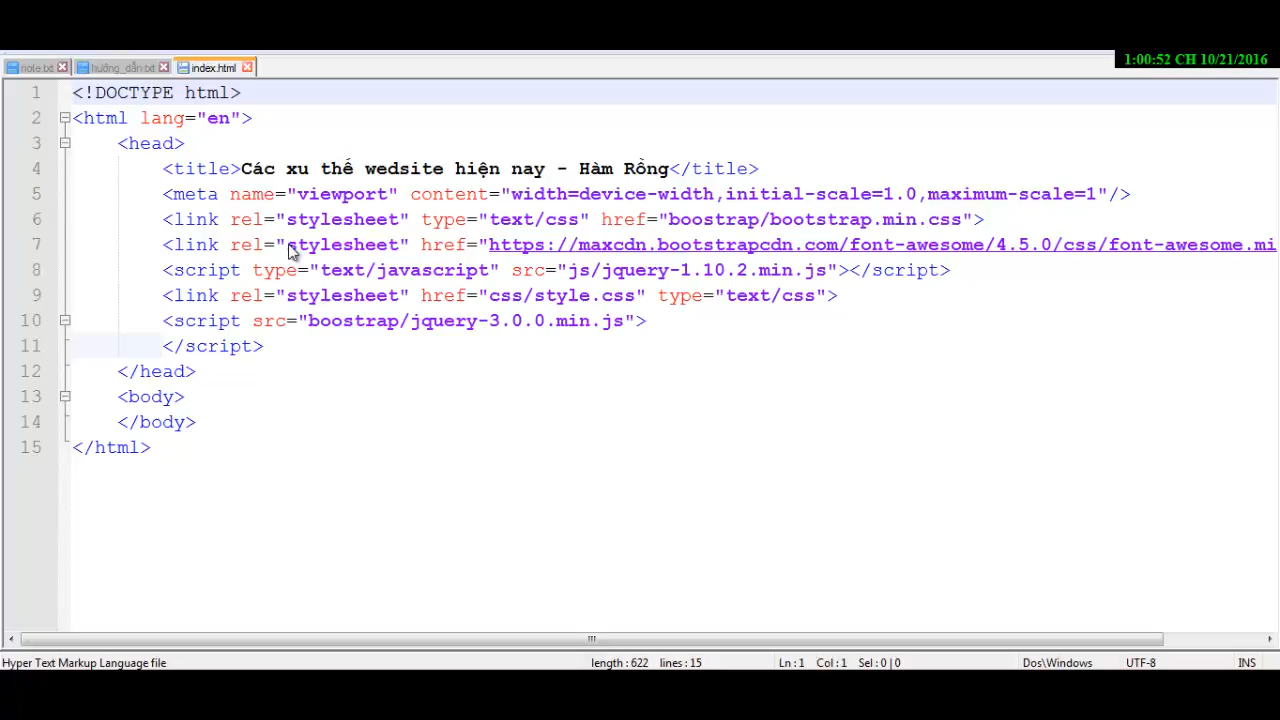 1:00:52 CH 10/21/2016
note.txt hướng_dẫn.txt index.html
1 <!DOCTYPE html>
2 <html lang="en">
3 <head>
4 <title>Các xu thế wedsite hiện nay - Hàm Rồng</title>
5 <meta name="viewport" content="width=device-width,initial-scale=1.0,maximum-scale=1"/>
6 <link rel="stylesheet" type="text/css" href="boostrap/bootstrap.min.css">
7 <link rel="stylesheet" href="https://maxcdn.bootstrapcdn.com/font-awesome/4.5.0/css/font-awesome.mi
8 <script type="text/javascript" src="js/jquery-1.10.2.min.js"></script>
9 <link rel="stylesheet" href="css/style.css" type="text/css">
10 <script src="boostrap/jquery-3.0.0.min.js">
11 </script>
12 </head>
13 <body>
14 </body>
15 </html>
Hyper Text Markup Language file length : 622 lines : 15 Ln : 1 Col : 1 Sel : 0 | 0 Dos\Windows UTF-8 INS